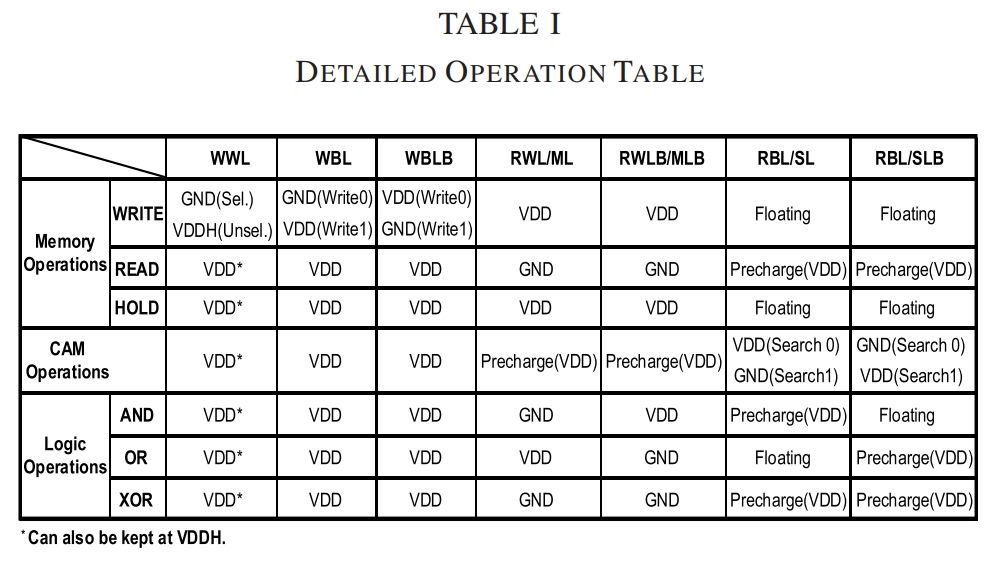 TABLE I
DETAILED OPERATION TABLE
WWL WBL WBLB RWL/ML RWLB/MLB RBL/SL RBL/SLB
Memory Operations WRITE GND(Sel.) VDDH(Unsel.) GND(Write0) VDD(Write1) VDD(Write0) GND(Write1) VDD VDD Floating Floating
READ VDD* VDD VDD GND GND Precharge(VDD) Precharge(VDD)
HOLD VDD* VDD VDD VDD VDD Floating Floating
CAM Operations VDD* VDD VDD Precharge(VDD) Precharge(VDD) VDD(Search 0) GND(Search1) GND(Search 0) VDD(Search1)
Logic Operations AND VDD* VDD VDD GND VDD Precharge(VDD) Floating
OR VDD* VDD VDD VDD GND Floating Precharge(VDD)
XOR VDD* VDD VDD GND GND Precharge(VDD) Precharge(VDD)
* Can also be kept at VDDH.